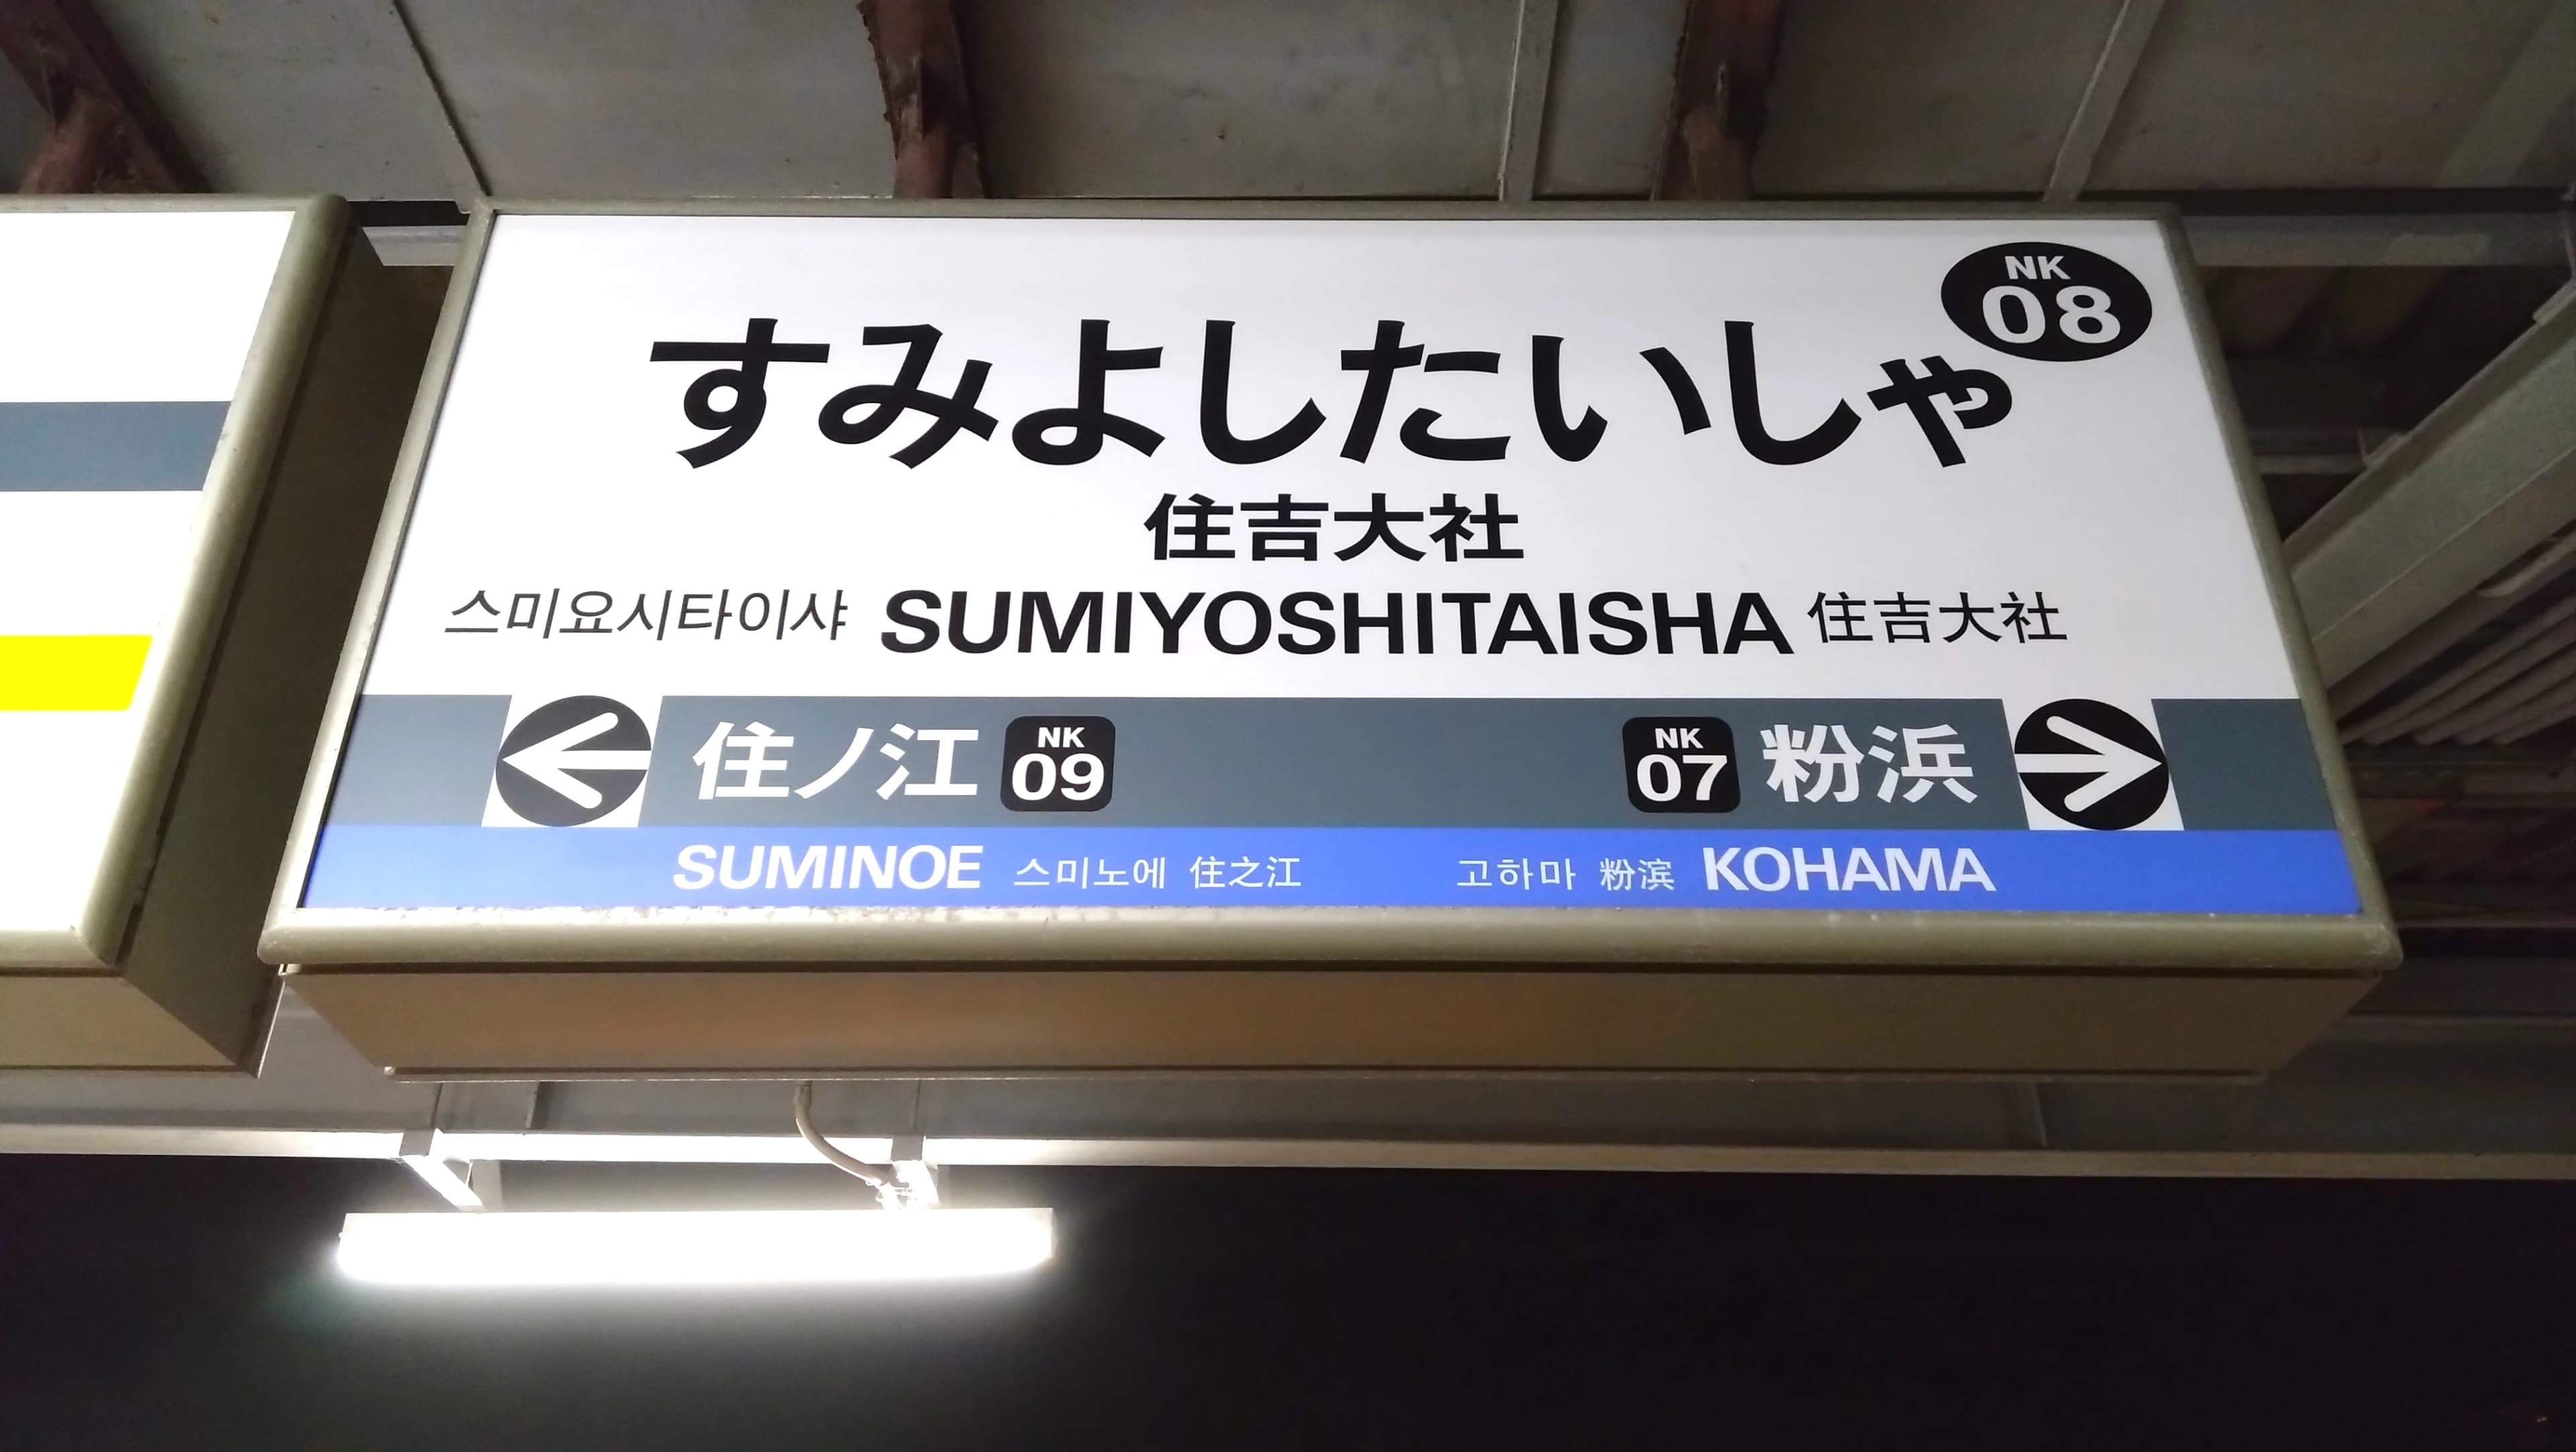 NK
08
すみよしたいしゃ
住吉大社
스미요시타이샤 SUMIYOSHITAISHA 住吉大社
住ノ江 NK 09 NK 07 粉浜
SUMINOE 스미노에 住之江 고하마 粉滨 KOHAMA